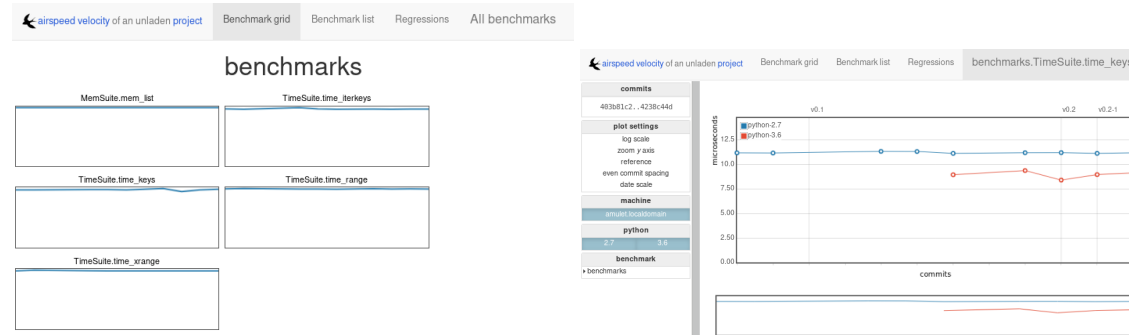 airspeed velocity of an unladen project Benchmark grid Benchmark list Regressions All benchmarks
benchmarks
MemSuite.mem_list TimeSuite.time_iterkeys
TimeSuite.time_keys TimeSuite.time_range
TimeSuite.time_xrange
airspeed velocity of an unladen project Benchmark grid Benchmark list Regressions benchmarks.TimeSuite.time_keys
commits
403b81c2..4238c44d
plot settings
log scale
zoom y axis
reference
even commit spacing
date scale
machine
amulet.localdomain
python
2.7 3.6
benchmark
benchmarks
v0.1 v0.2 v0.2-1
python-2.7
python-3.6
microseconds
12.5
10.0
7.50
5.00
2.50
0.00
commits